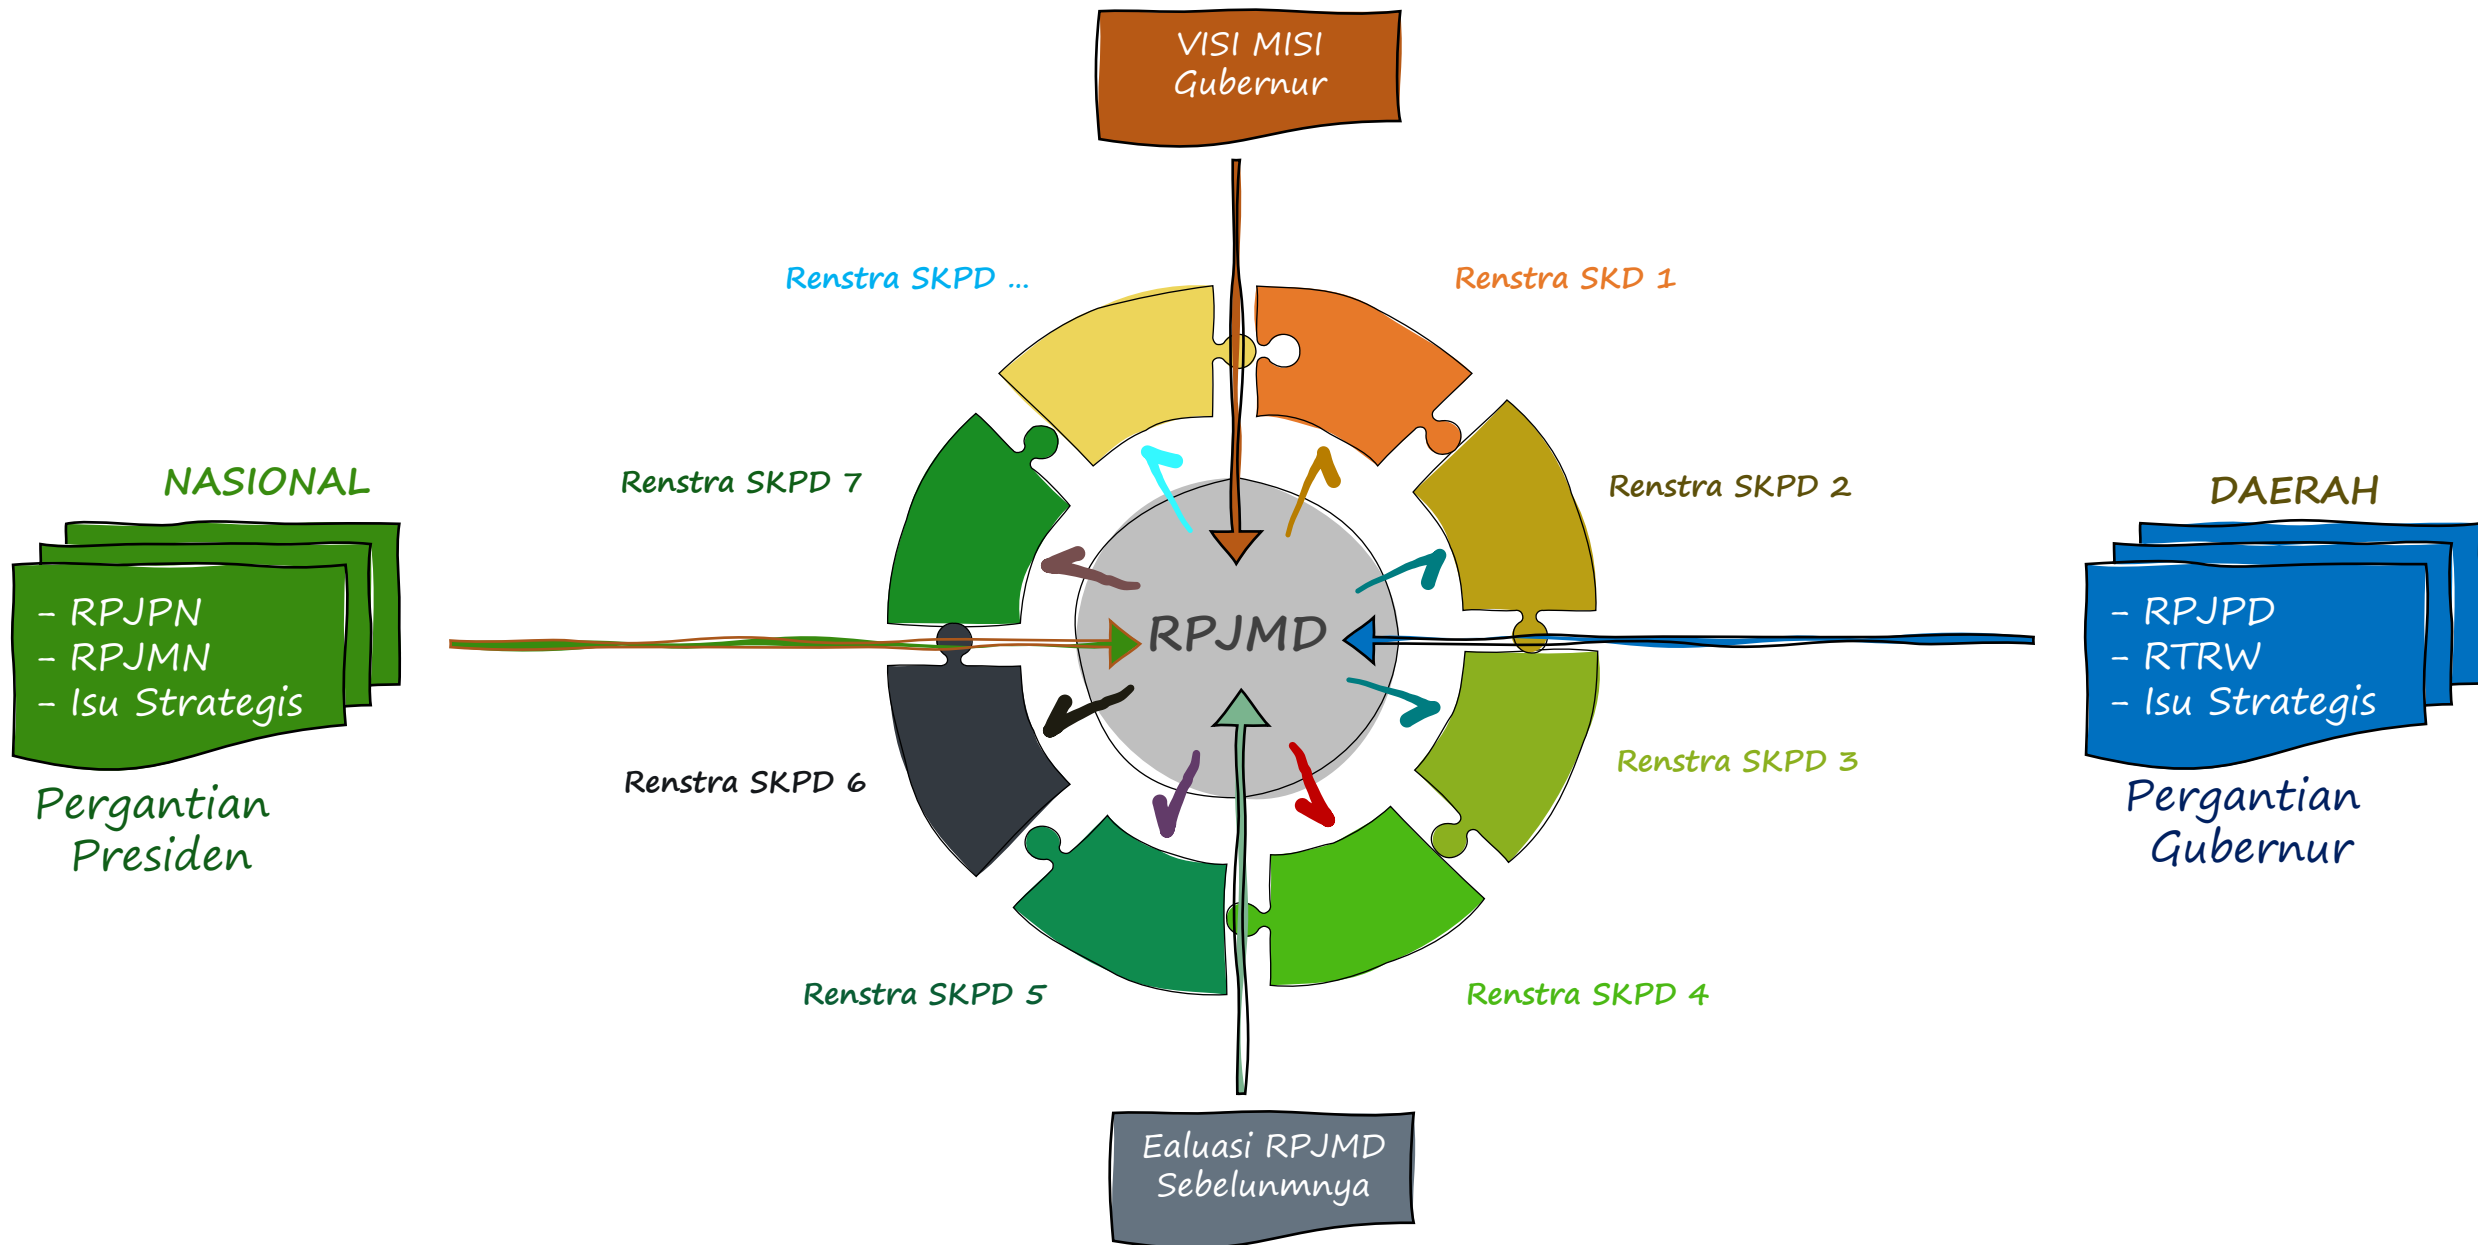 VISI MISI
Gubernur
Renstra SKPD ...
Renstra SKD 1
NASIONAL
Renstra SKPD 7
Renstra SKPD 2
DAERAH
- RPJPN
- RPJMN
- Isu Strategis
RPJMD
- RPJPD
- RTRW
- Isu Strategis
Pergantian
Presiden
Renstra SKPD 6
Renstra SKPD 3
Pergantian
Gubernur
Renstra SKPD 5
Renstra SKPD 4
Ealuasi RPJMD
Sebelunmnya